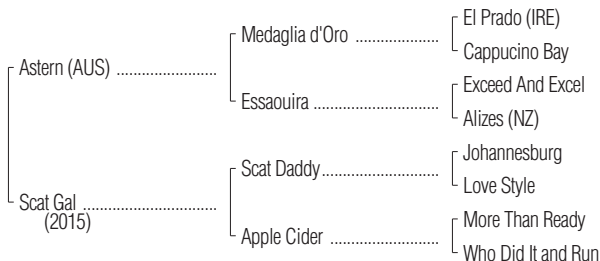 El Prado (IRE)
Medaglia d'Oro ....................
Cappucino Bay
Astern (AUS) ........................
Exceed And Excel
Essaouira ...............................
Alizes (NZ)
Johannesburg
Scat Daddy............................
Love Style
Scat Gal ................................
(2015)
More Than Ready
Apple Cider ..........................
Who Did It and Run